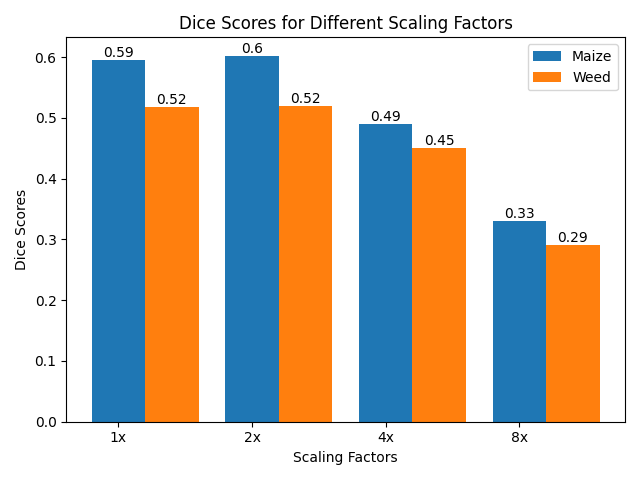 Dice Scores for Different Scaling Factors
Maize
Weed
0.59
0.52
0.6
0.52
0.49
0.45
0.33
0.29
0.6
0.5
0.4
0.3
0.2
0.1
0.0
Dice Scores
1x
2x
4x
8x
Scaling Factors